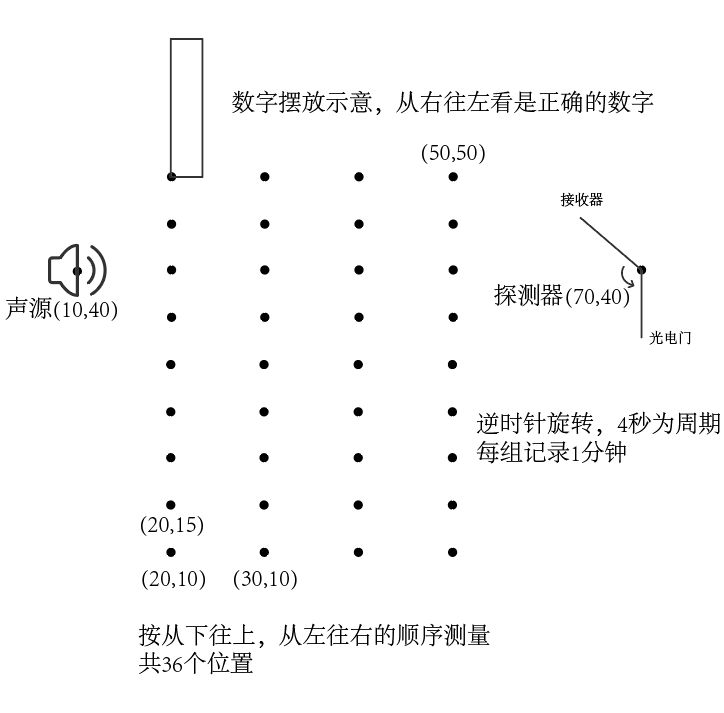 数字摆放示意，从右往左看是正确的数字
(50,50)
接收器
声源(10,40)
探测器(70,40)
光电门
逆时针旋转，4秒为周期
每组记录1分钟
(20,15)
(20,10)
(30,10)
按从下往上，从左往右的顺序测量
共36个位置